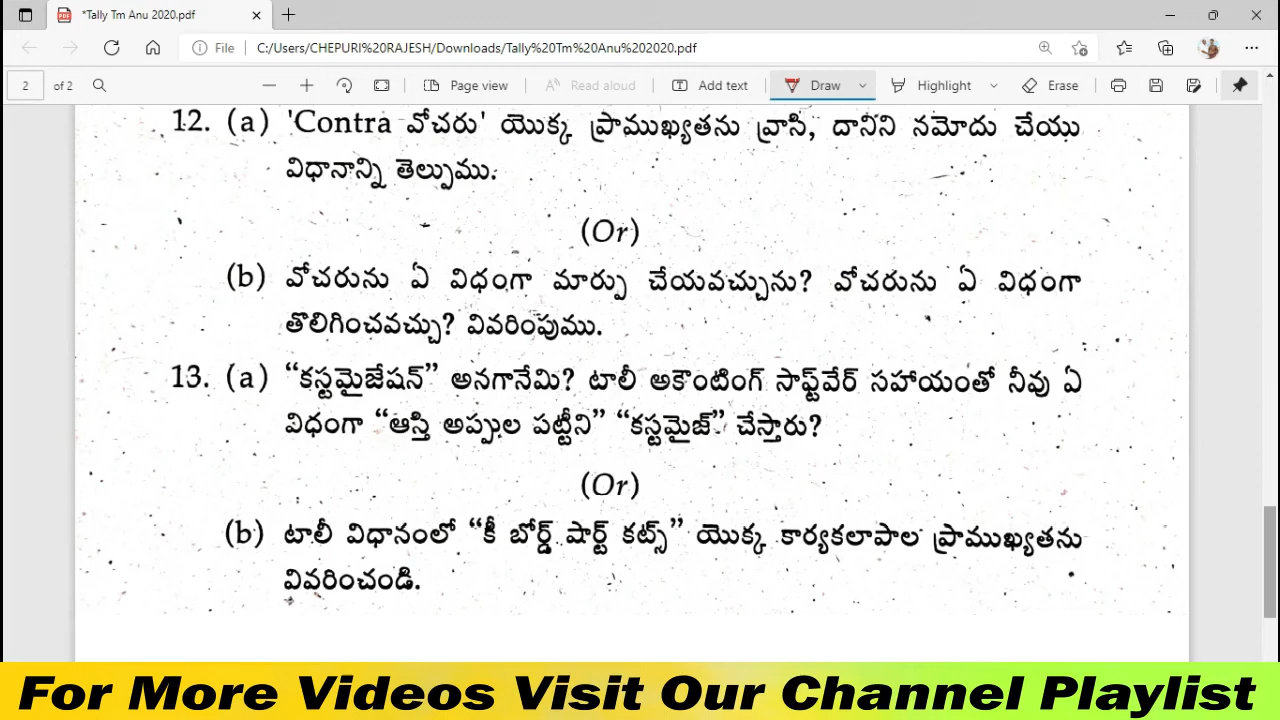 *Tally Tm Anu 2020.pdf
File C:/Users/CHEPURI%20RAJESH/Downloads/Tally%20Tm%20Anu%202020.pdf
2 of 2 Page view Read aloud Add text Draw Highlight Erase
12. (a) 'Contra వోచరు' యొక్క ప్రాముఖ్యతను వ్రాసి, దానిని నమోదు చేయు
విధానాన్ని తెల్పుము.
(Or)
(b) వోచరును ఏ విధంగా మార్పు చేయవచ్చును? వోచరును ఏ విధంగా
తొలిగించవచ్చు? వివరింపుము.
13. (a) “కస్టమైజేషన్” అనగానేమి? టాలీ అకౌంటింగ్ సాఫ్ట్‌వేర్ సహాయంతో నీవు ఏ
విధంగా “ఆస్తి అప్పుల పట్టీని” “కస్టమైజ్” చేస్తారు?
(Or)
(b) టాలీ విధానంలో “కీ బోర్డ్ షార్ట్ కట్స్” యొక్క కార్యకలాపాల ప్రాముఖ్యతను
వివరించండి.
For More Videos Visit Our Channel Playlist